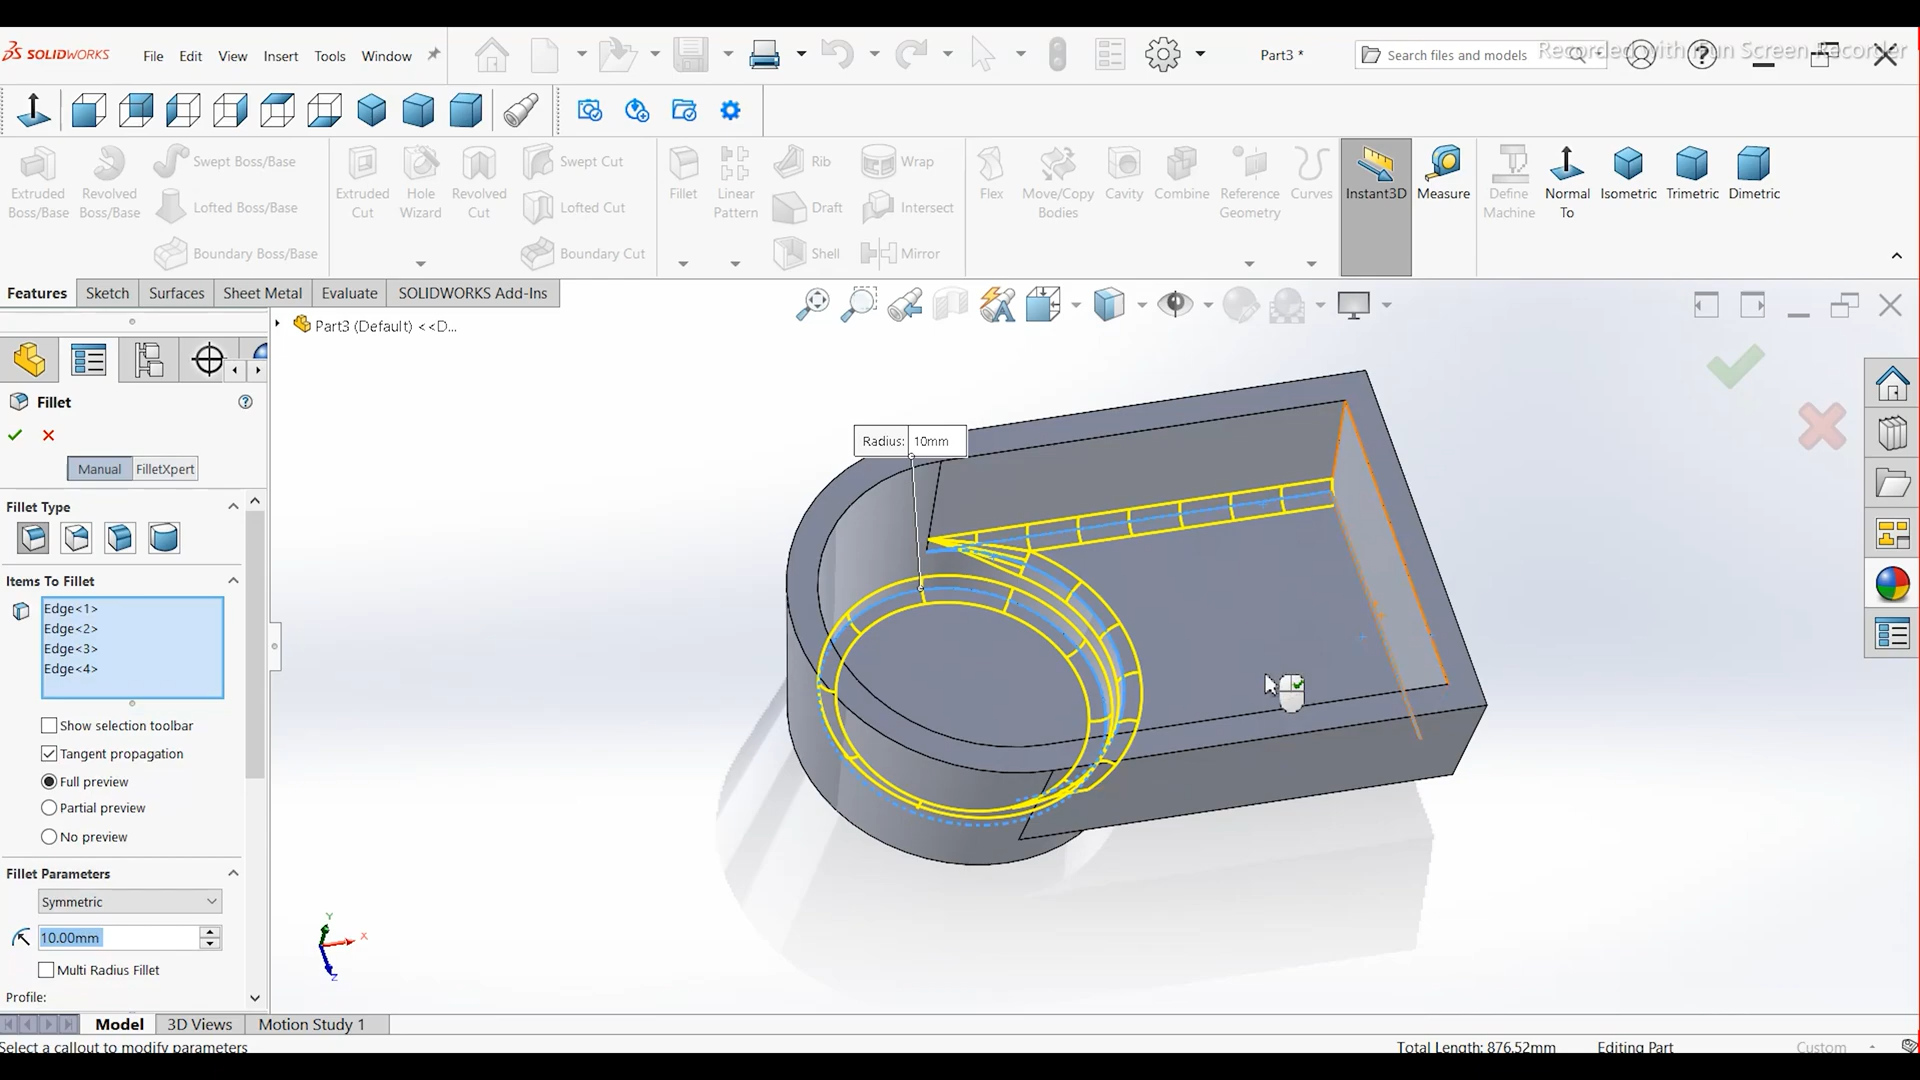 SOLIDWORKS
File Edit View Insert Tools Window
Part3 *
Search files and models
Recorded with iFun Screen Recorder
Extruded Boss/Base
Revolved Boss/Base
Swept Boss/Base
Lofted Boss/Base
Boundary Boss/Base
Extruded Cut
Hole Wizard
Revolved Cut
Swept Cut
Lofted Cut
Boundary Cut
Fillet
Linear Pattern
Rib
Draft
Shell
Wrap
Intersect
Mirror
Flex
Move/Copy Bodies
Cavity
Combine
Reference Geometry
Curves
Instant3D
Measure
Define Machine
Normal To
Isometric
Trimetric
Dimetric
Features Sketch Surfaces Sheet Metal Evaluate SOLIDWORKS Add-Ins
Part3 (Default) <<D...
Fillet
Manual FilletXpert
Fillet Type
Items To Fillet
Edge<1>
Edge<2>
Edge<3>
Edge<4>
Show selection toolbar
Tangent propagation
Full preview
Partial preview
No preview
Fillet Parameters
Symmetric
10.00mm
Multi Radius Fillet
Profile:
Radius: 10mm
Y
X
Z
Model 3D Views Motion Study 1
Select a callout to modify parameters
Total Length: 876.52mm Editing Part Custom